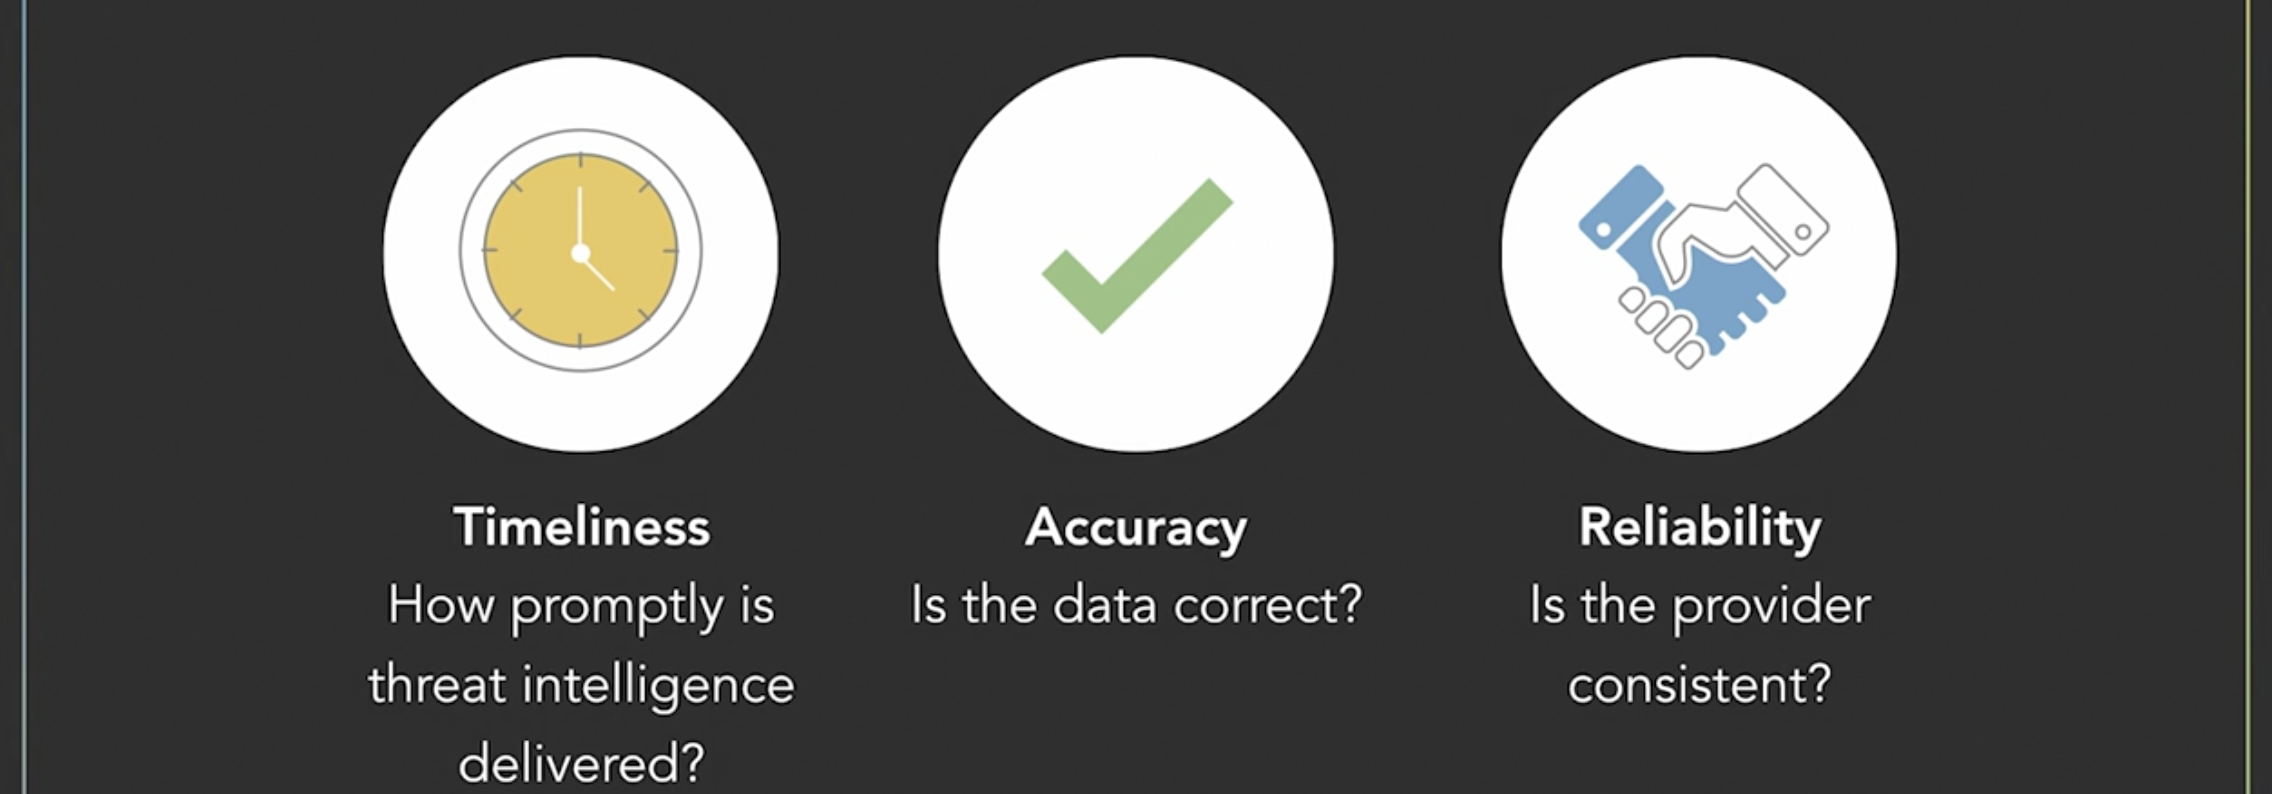 Timeliness
How promptly is
threat intelligence
delivered?
Accuracy
Is the data correct?
Reliability
Is the provider
consistent?